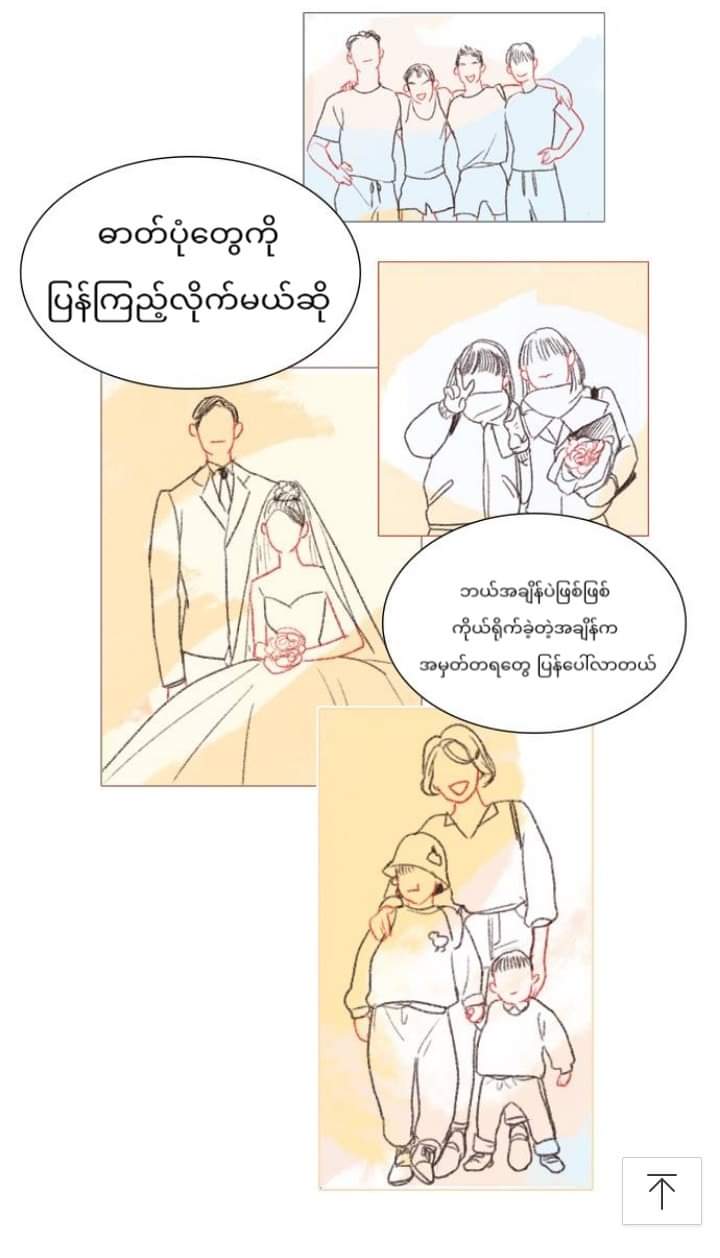 ဓာတ်ပုံတွေကို
ပြန်ကြည့်လိုက်မယ်ဆို
ဘယ်အချိန်ပဲဖြစ်ဖြစ်
ကိုယ်ရိုက်ခဲ့တဲ့အချိန်က
အမှတ်တရတွေ ပြန်ပေါ်လာတယ်